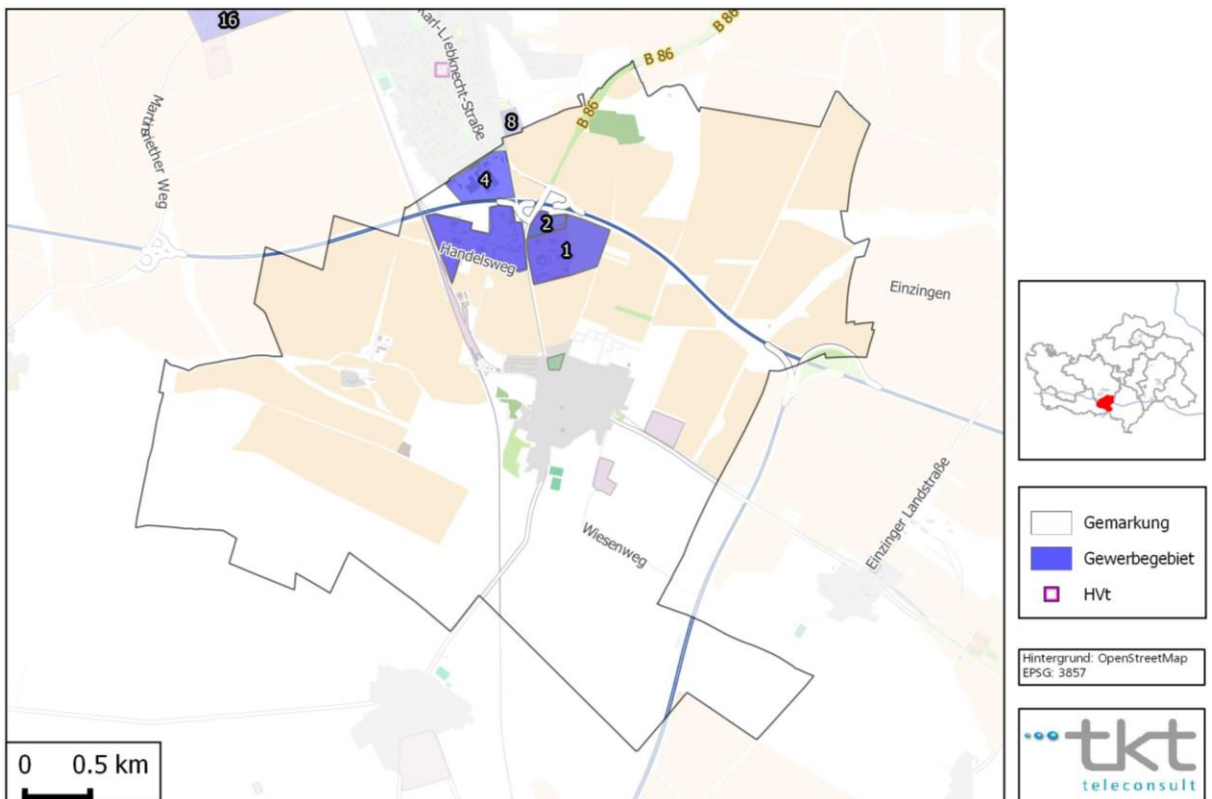 16
Karl-Liebknecht-Straße
B 86
B 86
B 86
8
4
2
1
Handelsweg
Einzingen
Einzinger Landstraße
Wiesenweg
0 0.5 km
Gemarkung
Gewerbegebiet
HVt
Hintergrund: OpenStreetMap
EPSG: 3857
tkt
teleconsult